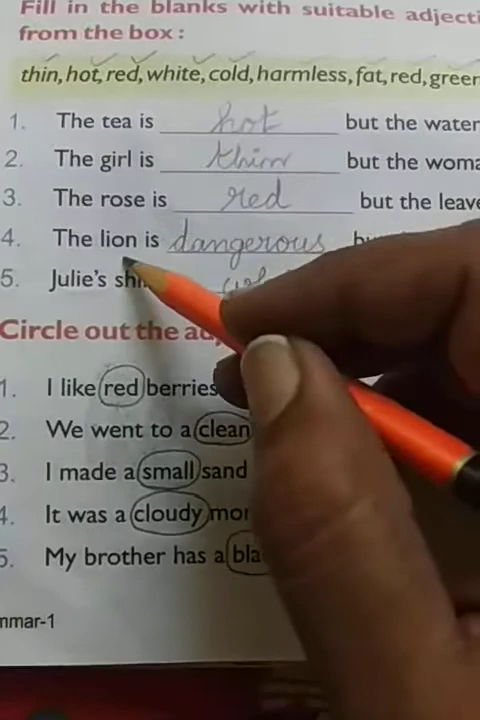 Fill in the blanks with suitable adjecti
from the box :
thin, hot, red, white, cold, harmless, fat, red, green
1. The tea is hot but the water
2. The girl is thin but the woma
3. The rose is red but the leave
4. The lion is dangerous
5. Julie's
Circle out the
1. I like red berries
2. We went to a clean
3. I made a small sand
4. It was a cloudy mor
5. My brother has a bla
mmar-1